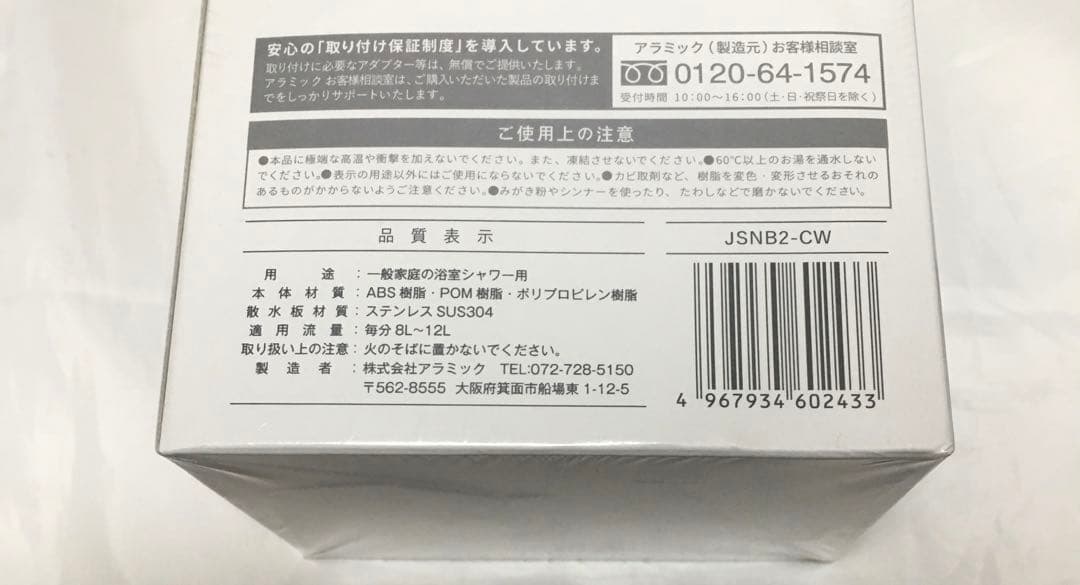 安心の「取り付け保証制度」を導入しています。
取り付けに必要なアダプター等は、無償でご提供いたします。
アラミック お客様相談室は、ご購入いただいた製品の取り付けま
でをしっかりサポートいたします。
アラミック（製造元）お客様相談室
0120-64-1574
受付時間 10:00～16:00（土・日・祝祭日を除く）
ご使用上の注意
●本品に極端な高温や衝撃を加えないでください。また、凍結させないでください。●60℃以上のお湯を通水しない
でください。●表示の用途以外にはご使用にならないでください。●カビ取剤など、樹脂を変色・変形させるおそれの
あるものがかからないようご注意ください。●みがき粉やシンナーを使ったり、たわしなどで磨かないでください。
品質表示
用途：一般家庭の浴室シャワー用
本体材質：ABS 樹脂・POM 樹脂・ポリプロピレン樹脂
散水板材質：ステンレス SUS304
適用流量：毎分 8L～12L
取り扱い上の注意：火のそばに置かないでください。
製造者：株式会社アラミック TEL:072-728-5150
〒562-8555 大阪府箕面市船場東 1-12-5
JSNB2-CW
4 967934 602433